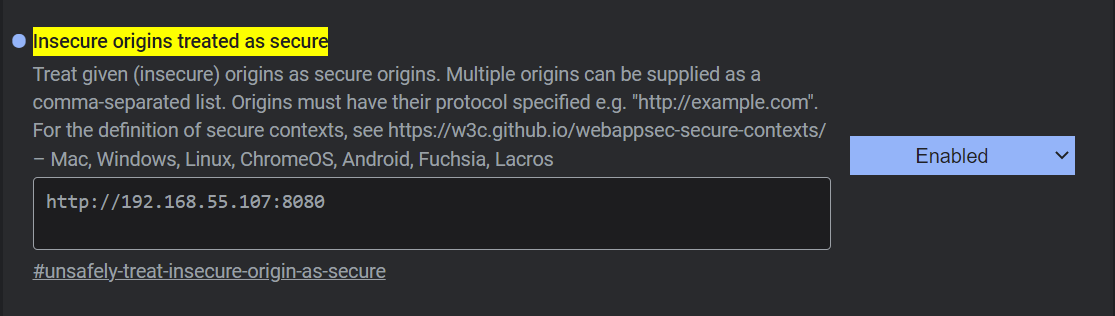 Insecure origins treated as secure
Treat given (insecure) origins as secure origins. Multiple origins can be supplied as a
comma-separated list. Origins must have their protocol specified e.g. "http://example.com".
For the definition of secure contexts, see https://w3c.github.io/webappsec-secure-contexts/
– Mac, Windows, Linux, ChromeOS, Android, Fuchsia, Lacros
Enabled
http://192.168.55.107:8080
#unsafely-treat-insecure-origin-as-secure